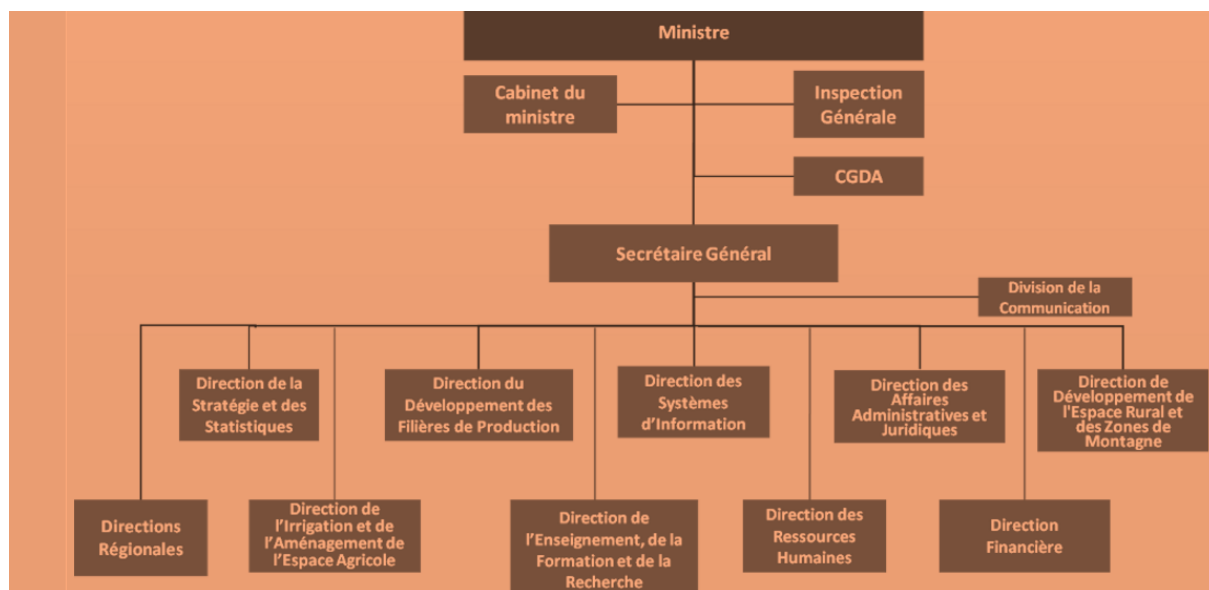 Ministre
Cabinet du
ministre
Inspection
Générale
CGDA
Secrétaire Général
Division de la
Communication
Direction de la
Stratégie et des
Statistiques
Direction du
Développement des
Filières de Production
Direction des
Systèmes
d’Information
Direction des
Affaires
Administratives et
Juridiques
Direction de
Développement de
l'Espace Rural et
des Zones de
Montagne
Directions
Régionales
Direction de
l’Irrigation et de
l’Aménagement de
l’Espace Agricole
Direction de
l’Enseignement, de la
Formation et de la
Recherche
Direction des
Ressources
Humaines
Direction
Financière